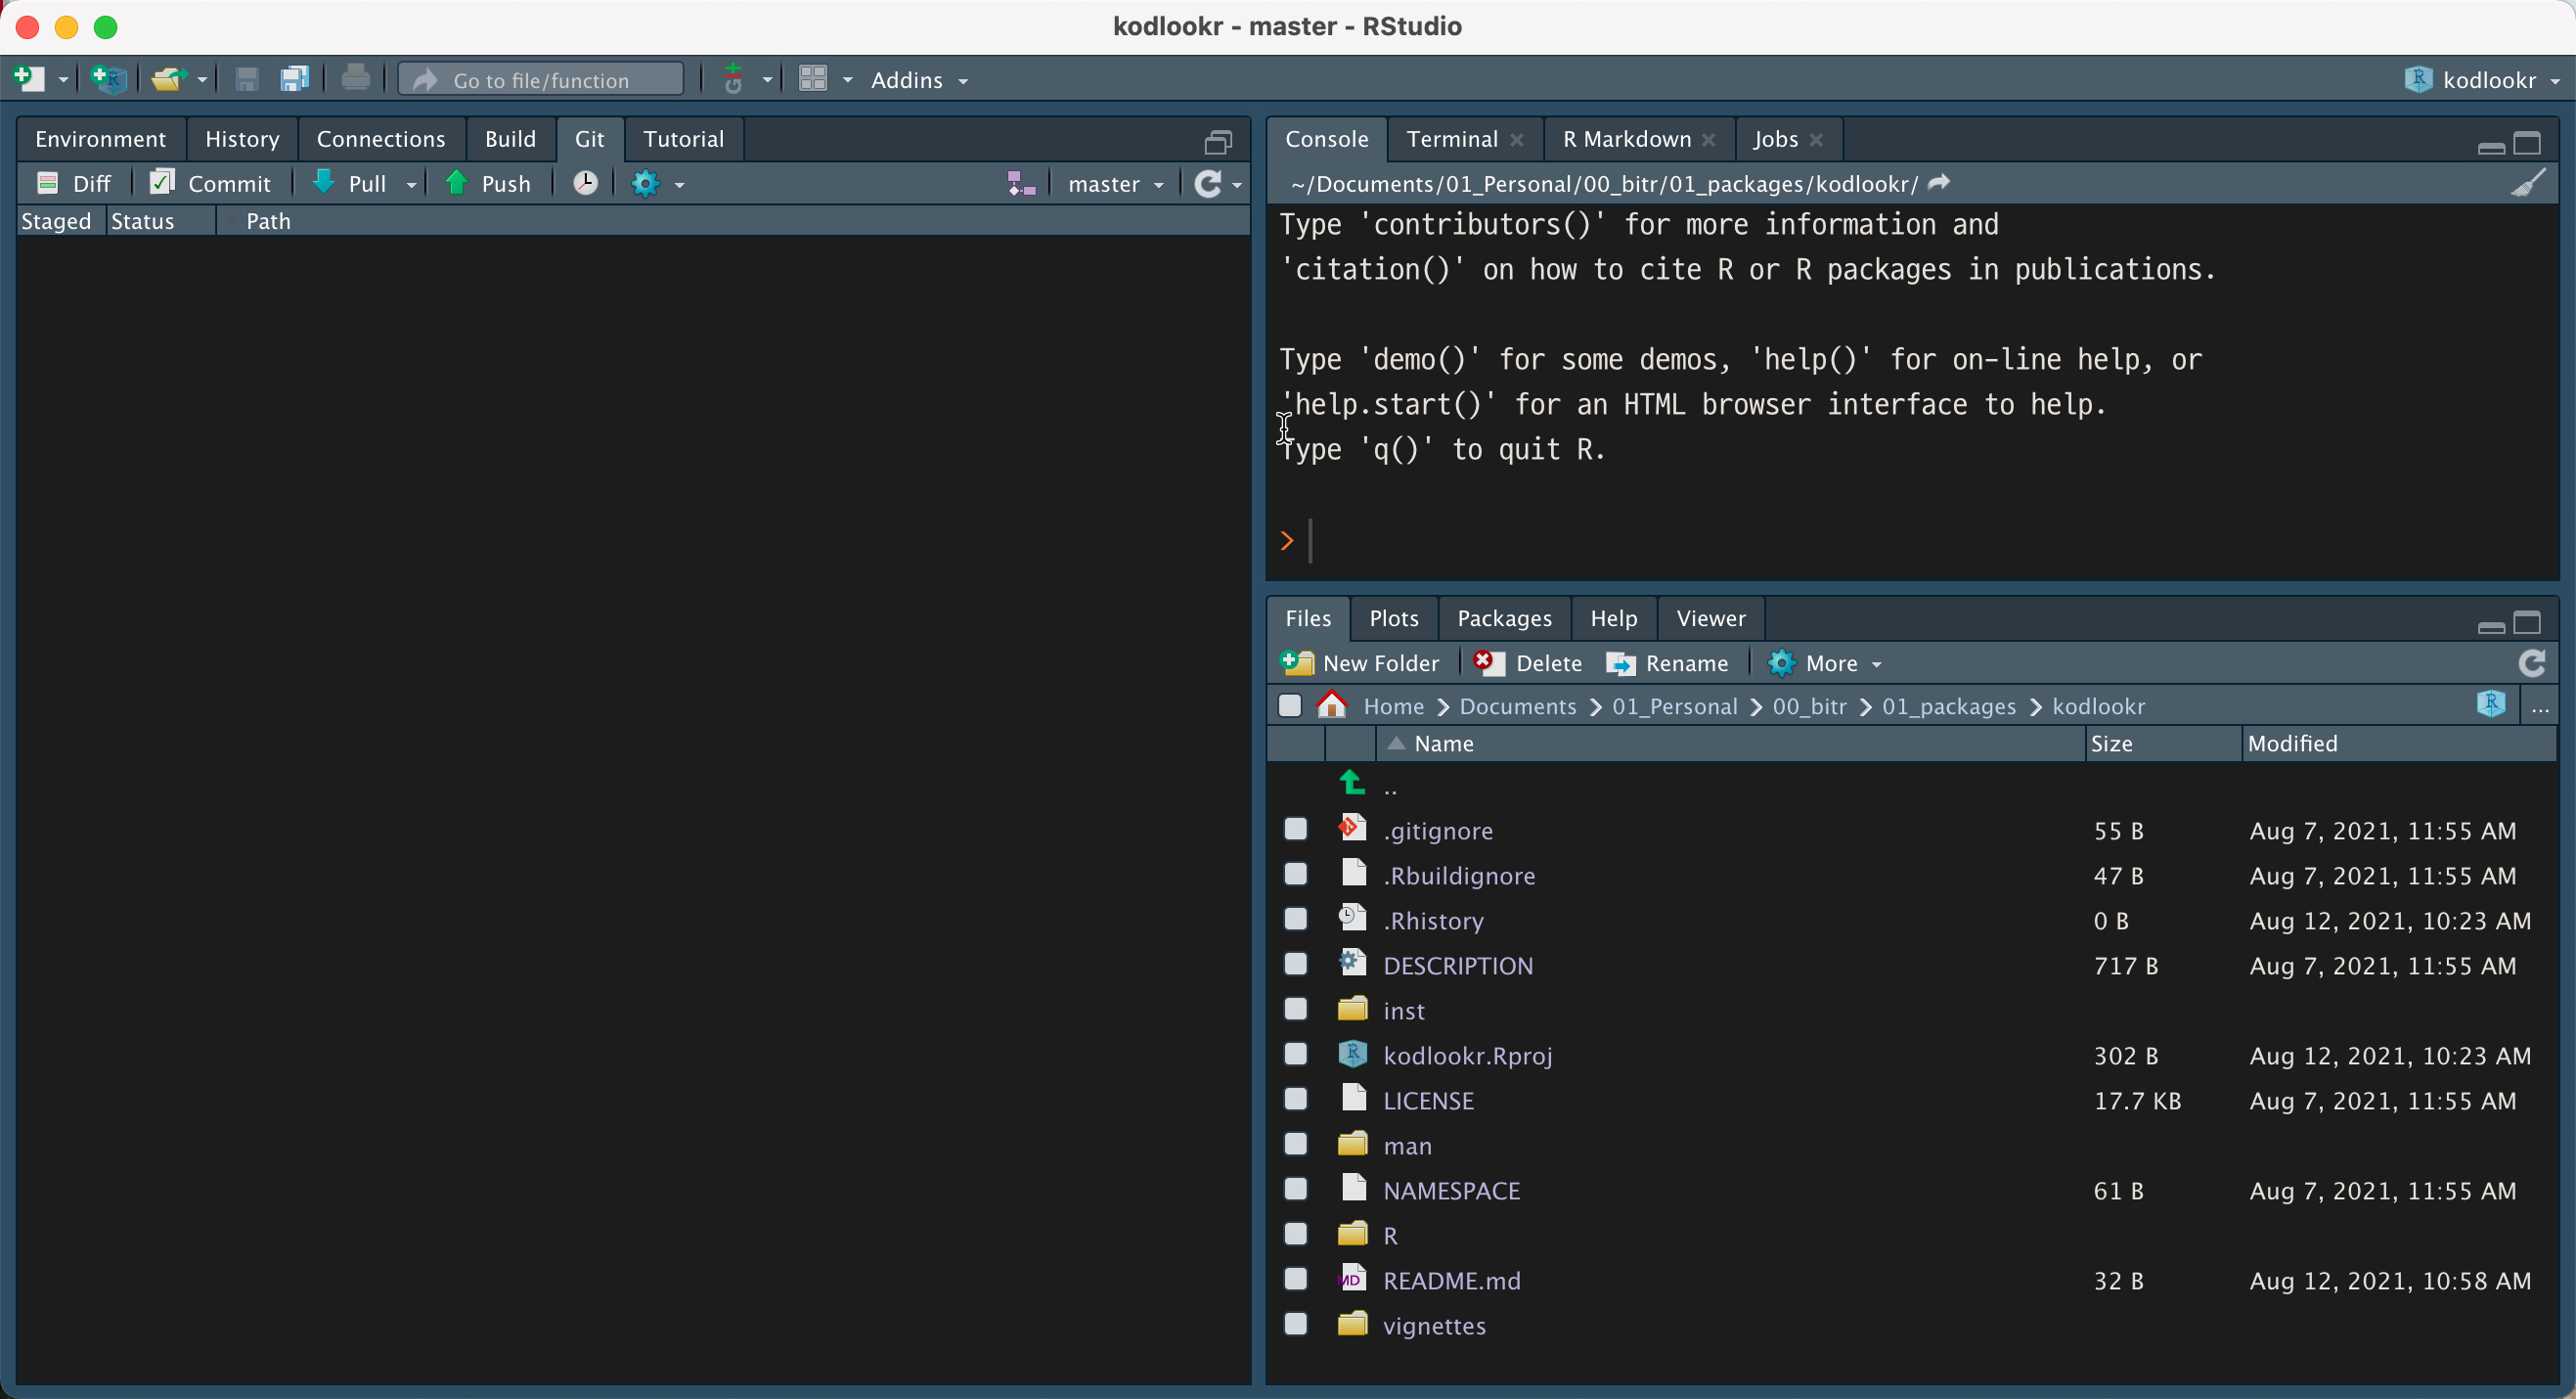 kodlookr - master - RStudio
Go to file/function
Addins
kodlookr
Environment History Connections Build Git Tutorial
Diff Commit Pull Push master
Staged Status Path
Console Terminal R Markdown Jobs
~/Documents/01_Personal/00_bitr/01_packages/kodlookr/
Type 'contributors()' for more information and
'citation()' on how to cite R or R packages in publications.
Type 'demo()' for some demos, 'help()' for on-line help, or
'help.start()' for an HTML browser interface to help.
Type 'q()' to quit R.
>
Files Plots Packages Help Viewer
New Folder Delete Rename More
Home > Documents > 01_Personal > 00_bitr > 01_packages > kodlookr ...
Name Size Modified
..
.gitignore 55 B Aug 7, 2021, 11:55 AM
.Rbuildignore 47 B Aug 7, 2021, 11:55 AM
.Rhistory 0 B Aug 12, 2021, 10:23 AM
DESCRIPTION 717 B Aug 7, 2021, 11:55 AM
inst
kodlookr.Rproj 302 B Aug 12, 2021, 10:23 AM
LICENSE 17.7 KB Aug 7, 2021, 11:55 AM
man
NAMESPACE 61 B Aug 7, 2021, 11:55 AM
R
README.md 32 B Aug 12, 2021, 10:58 AM
vignettes